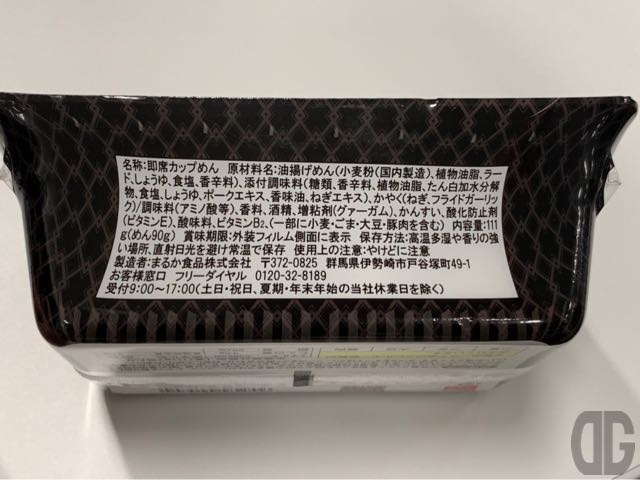 名称:即席カップめん 原材料名:油揚げめん(小麦粉(国内製造)、植物油脂、ラー
ド、しょうゆ、食塩、香辛料)、添付調味料(糖類、香辛料、植物油脂、たん白加水分解
物、食塩、しょうゆ、ポークエキス、香味油、ねぎエキス)、かやく(ねぎ、フライドガーリッ
ク)/調味料(アミノ酸等)、香料、酒精、増粘剤(グァーガム)、かんすい、酸化防止剤
(ビタミンE)、酸味料、ビタミンB2、(一部に小麦・ごま・大豆・豚肉を含む) 内容量:111
g(めん90g) 賞味期限:外装フィルム側面に表示 保存方法:高温多湿や香りの強
い場所、直射日光を避け常温で保存 使用上の注意:やけどに注意
製造者:まるか食品株式会社 〒372-0825 群馬県伊勢崎市戸谷塚町49-1
お客様窓口 フリーダイヤル 0120-32-8189
受付9:00~17:00(土日・祝日、夏期・年末年始の当社休業日を除く)
DG